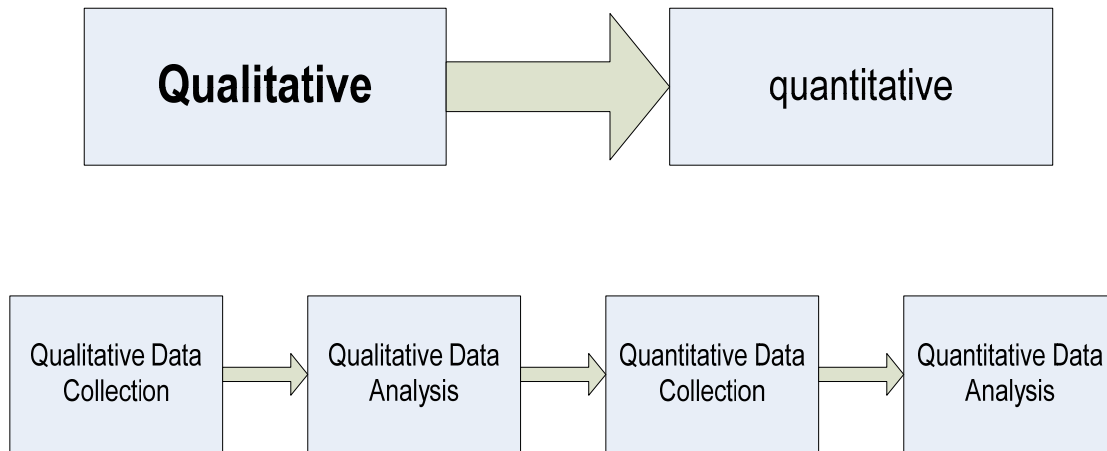 Qualitative
quantitative
Qualitative Data
Collection
Qualitative Data
Analysis
Quantitative Data
Collection
Quantitative Data
Analysis